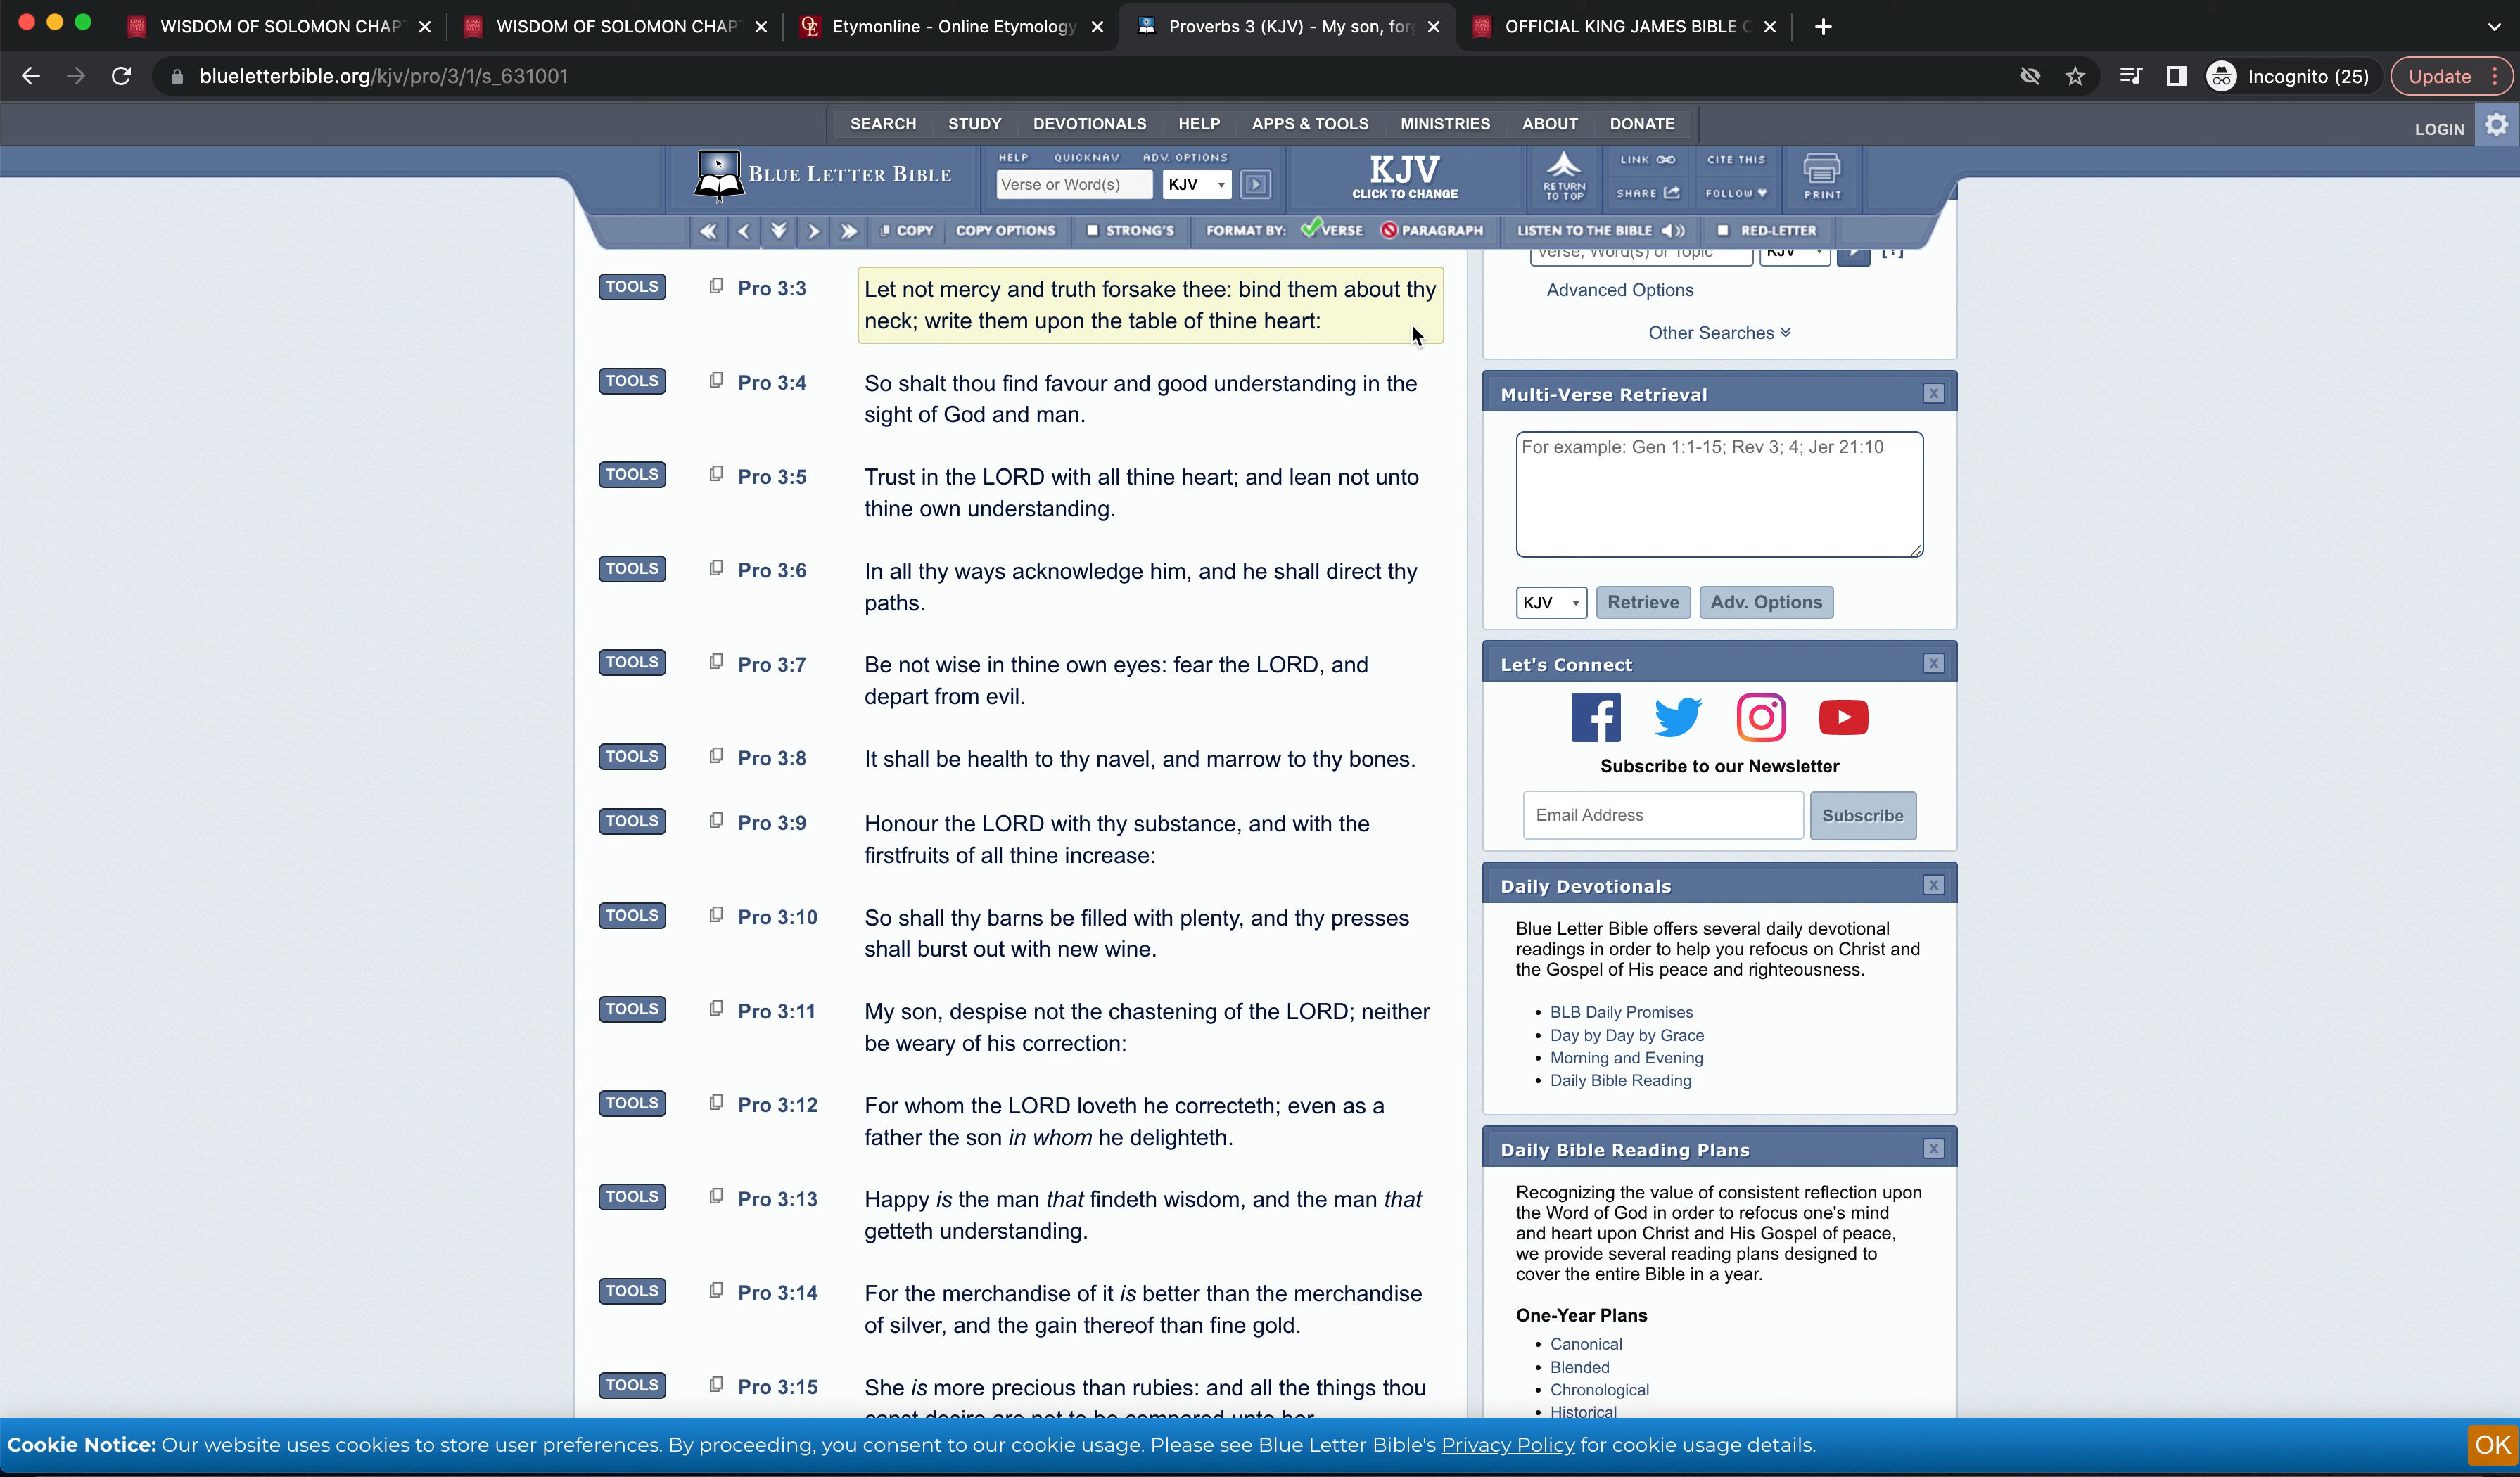 WISDOM OF SOLOMON CHAP
WISDOM OF SOLOMON CHAP
Etymonline - Online Etymology
Proverbs 3 (KJV) - My son, for
OFFICIAL KING JAMES BIBLE
blueletterbible.org/kjv/pro/3/1/s_631001
Incognito (25)
Update
SEARCH STUDY DEVOTIONALS HELP APPS & TOOLS MINISTRIES ABOUT DONATE
LOGIN
BLUE LETTER BIBLE
HELP QUICKNAV ADV. OPTIONS
Verse or Word(s) KJV
KJV
CLICK TO CHANGE
RETURN
TO TOP
LINK CITE THIS
SHARE FOLLOW
PRINT
COPY COPY OPTIONS STRONG'S FORMAT BY: VERSE PARAGRAPH LISTEN TO THE BIBLE RED-LETTER
TOOLS Pro 3:3 Let not mercy and truth forsake thee: bind them about thy
neck; write them upon the table of thine heart:
TOOLS Pro 3:4 So shalt thou find favour and good understanding in the
sight of God and man.
TOOLS Pro 3:5 Trust in the LORD with all thine heart; and lean not unto
thine own understanding.
TOOLS Pro 3:6 In all thy ways acknowledge him, and he shall direct thy
paths.
TOOLS Pro 3:7 Be not wise in thine own eyes: fear the LORD, and
depart from evil.
TOOLS Pro 3:8 It shall be health to thy navel, and marrow to thy bones.
TOOLS Pro 3:9 Honour the LORD with thy substance, and with the
firstfruits of all thine increase:
TOOLS Pro 3:10 So shall thy barns be filled with plenty, and thy presses
shall burst out with new wine.
TOOLS Pro 3:11 My son, despise not the chastening of the LORD; neither
be weary of his correction:
TOOLS Pro 3:12 For whom the LORD loveth he correcteth; even as a
father the son in whom he delighteth.
TOOLS Pro 3:13 Happy is the man that findeth wisdom, and the man that
getteth understanding.
TOOLS Pro 3:14 For the merchandise of it is better than the merchandise
of silver, and the gain thereof than fine gold.
TOOLS Pro 3:15 She is more precious than rubies: and all the things thou
canst desire are not to be compared unto her.
Verse, Word(s) or Topic KJV [?]
Advanced Options
Other Searches
Multi-Verse Retrieval
For example: Gen 1:1-15; Rev 3; 4; Jer 21:10
KJV Retrieve Adv. Options
Let's Connect
Subscribe to our Newsletter
Email Address Subscribe
Daily Devotionals
Blue Letter Bible offers several daily devotional
readings in order to help you refocus on Christ and
the Gospel of His peace and righteousness.
• BLB Daily Promises
• Day by Day by Grace
• Morning and Evening
• Daily Bible Reading
Daily Bible Reading Plans
Recognizing the value of consistent reflection upon
the Word of God in order to refocus one's mind
and heart upon Christ and His Gospel of peace,
we provide several reading plans designed to
cover the entire Bible in a year.
One-Year Plans
• Canonical
• Blended
• Chronological
• Historical
Cookie Notice: Our website uses cookies to store user preferences. By proceeding, you consent to our cookie usage. Please see Blue Letter Bible's Privacy Policy for cookie usage details.
OK